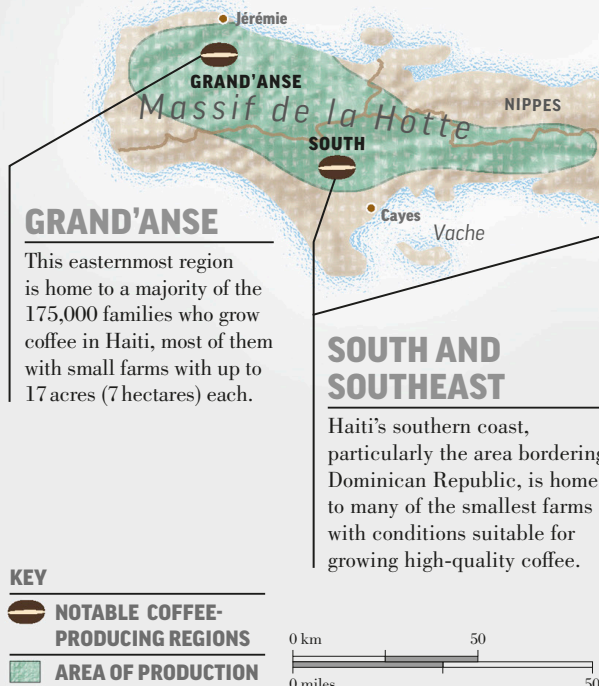 Jérémie
GRAND'ANSE
Massif de la Hotte
NIPPES
SOUTH
Cayes
Vache
GRAND'ANSE
This easternmost region
is home to a majority of the
175,000 families who grow
coffee in Haiti, most of them
with small farms with up to
17 acres (7 hectares) each.
SOUTH AND
SOUTHEAST
Haiti's southern coast,
particularly the area bordering
Dominican Republic, is home
to many of the smallest farms
with conditions suitable for
growing high-quality coffee.
KEY
NOTABLE COFFEE-
PRODUCING REGIONS
AREA OF PRODUCTION
0 km 50
0 miles 50